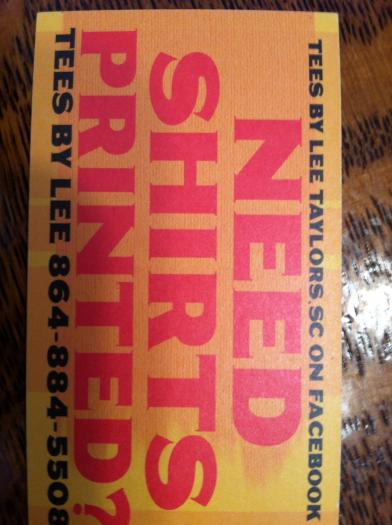 TEES BY LEE TAYLORS.SC ON FACEBOOK
NEED
SHIRTS
PRINTED?
TEES BY LEE 864-884-5508